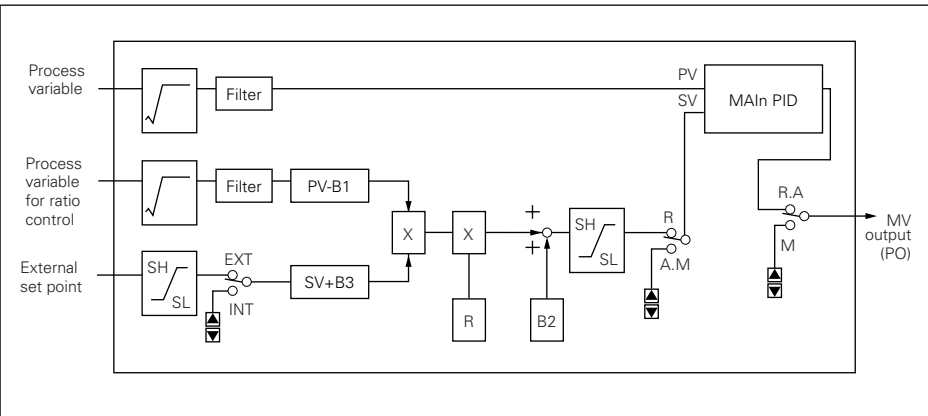 Process
variable
Filter
PV
SV
MAIn PID
Process
variable
for ratio
control
Filter
PV-B1
R.A
M
MV
output
(PO)
X
X
+
+
SH
SL
R
A.M
External
set point
SH
SL
EXT
INT
SV+B3
R
B2